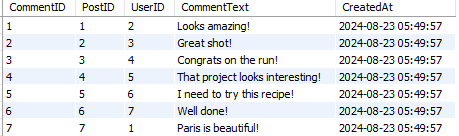 CommentID PostID UserID CommentText CreatedAt
1 1 2 Looks amazing! 2024-08-23 05:49:57
2 2 3 Great shot! 2024-08-23 05:49:57
3 3 4 Congrats on the run! 2024-08-23 05:49:57
4 4 5 That project looks interesting! 2024-08-23 05:49:57
5 5 6 I need to try this recipe! 2024-08-23 05:49:57
6 6 7 Well done! 2024-08-23 05:49:57
7 7 1 Paris is beautiful! 2024-08-23 05:49:57